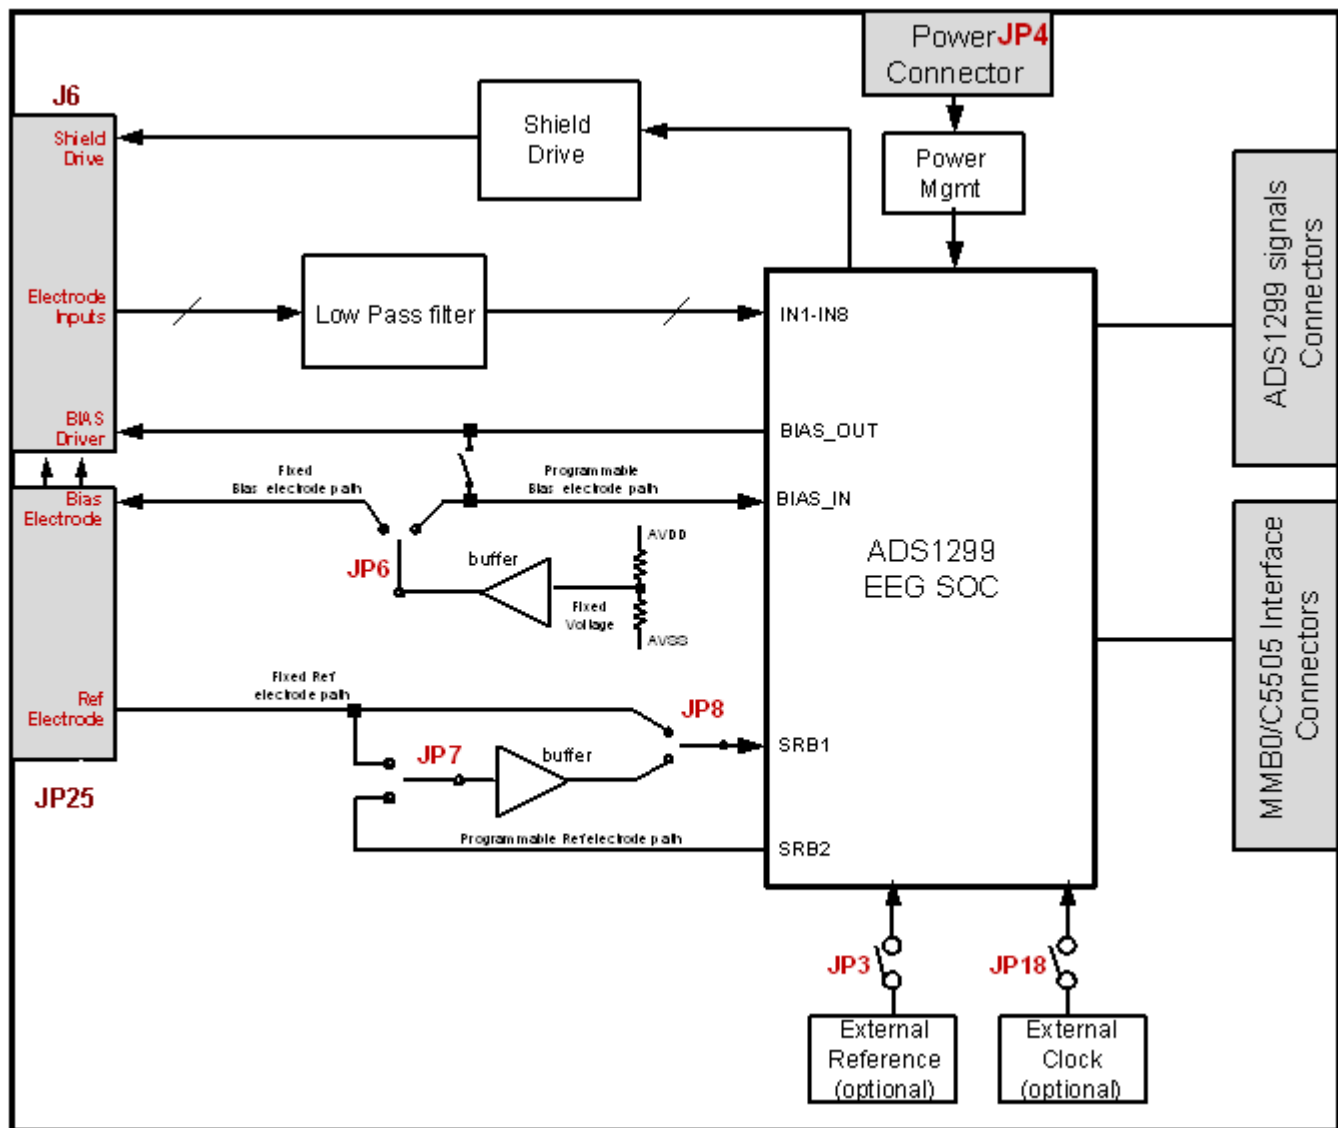 Power JP4
Connector
J6
Shield
Drive
Shield
Drive
Power
Mgmt
ADS1299 signals
Connectors
Electrode
Inputs
Low Pass filter
IN1-IN8
BIAS
Driver
BIAS_OUT
Fixed
Bias electrode path
Programmable
Bias electrode path
Bias
Electrode
BIAS_IN
JP6
buffer
AVDD
Fixed
Voltage
AVSS
ADS1299
EEG SOC
MMB0/C5505 Interface
Connectors
Fixed Ref
electrode path
Ref
Electrode
JP8
JP7
buffer
SRB1
JP25
Programmable Ref electrode path
SRB2
JP3
JP18
External
Reference
(optional)
External
Clock
(optional)